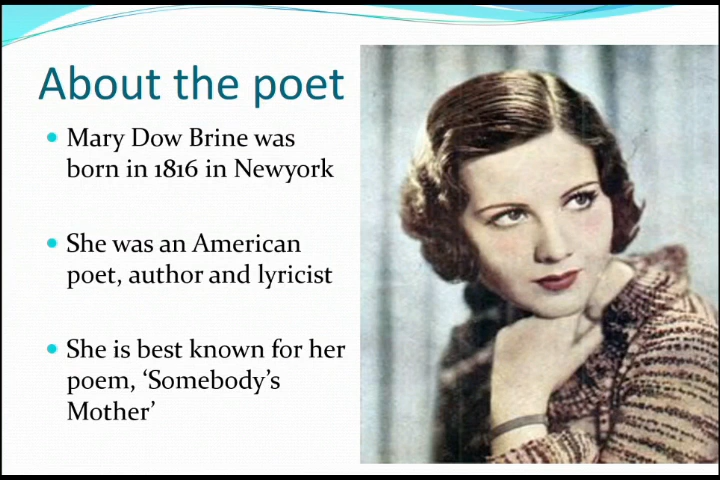 About the poet
Mary Dow Brine was
born in 1816 in Newyork
She was an American
poet, author and lyricist
She is best known for her
poem, ‘Somebody’s
Mother’